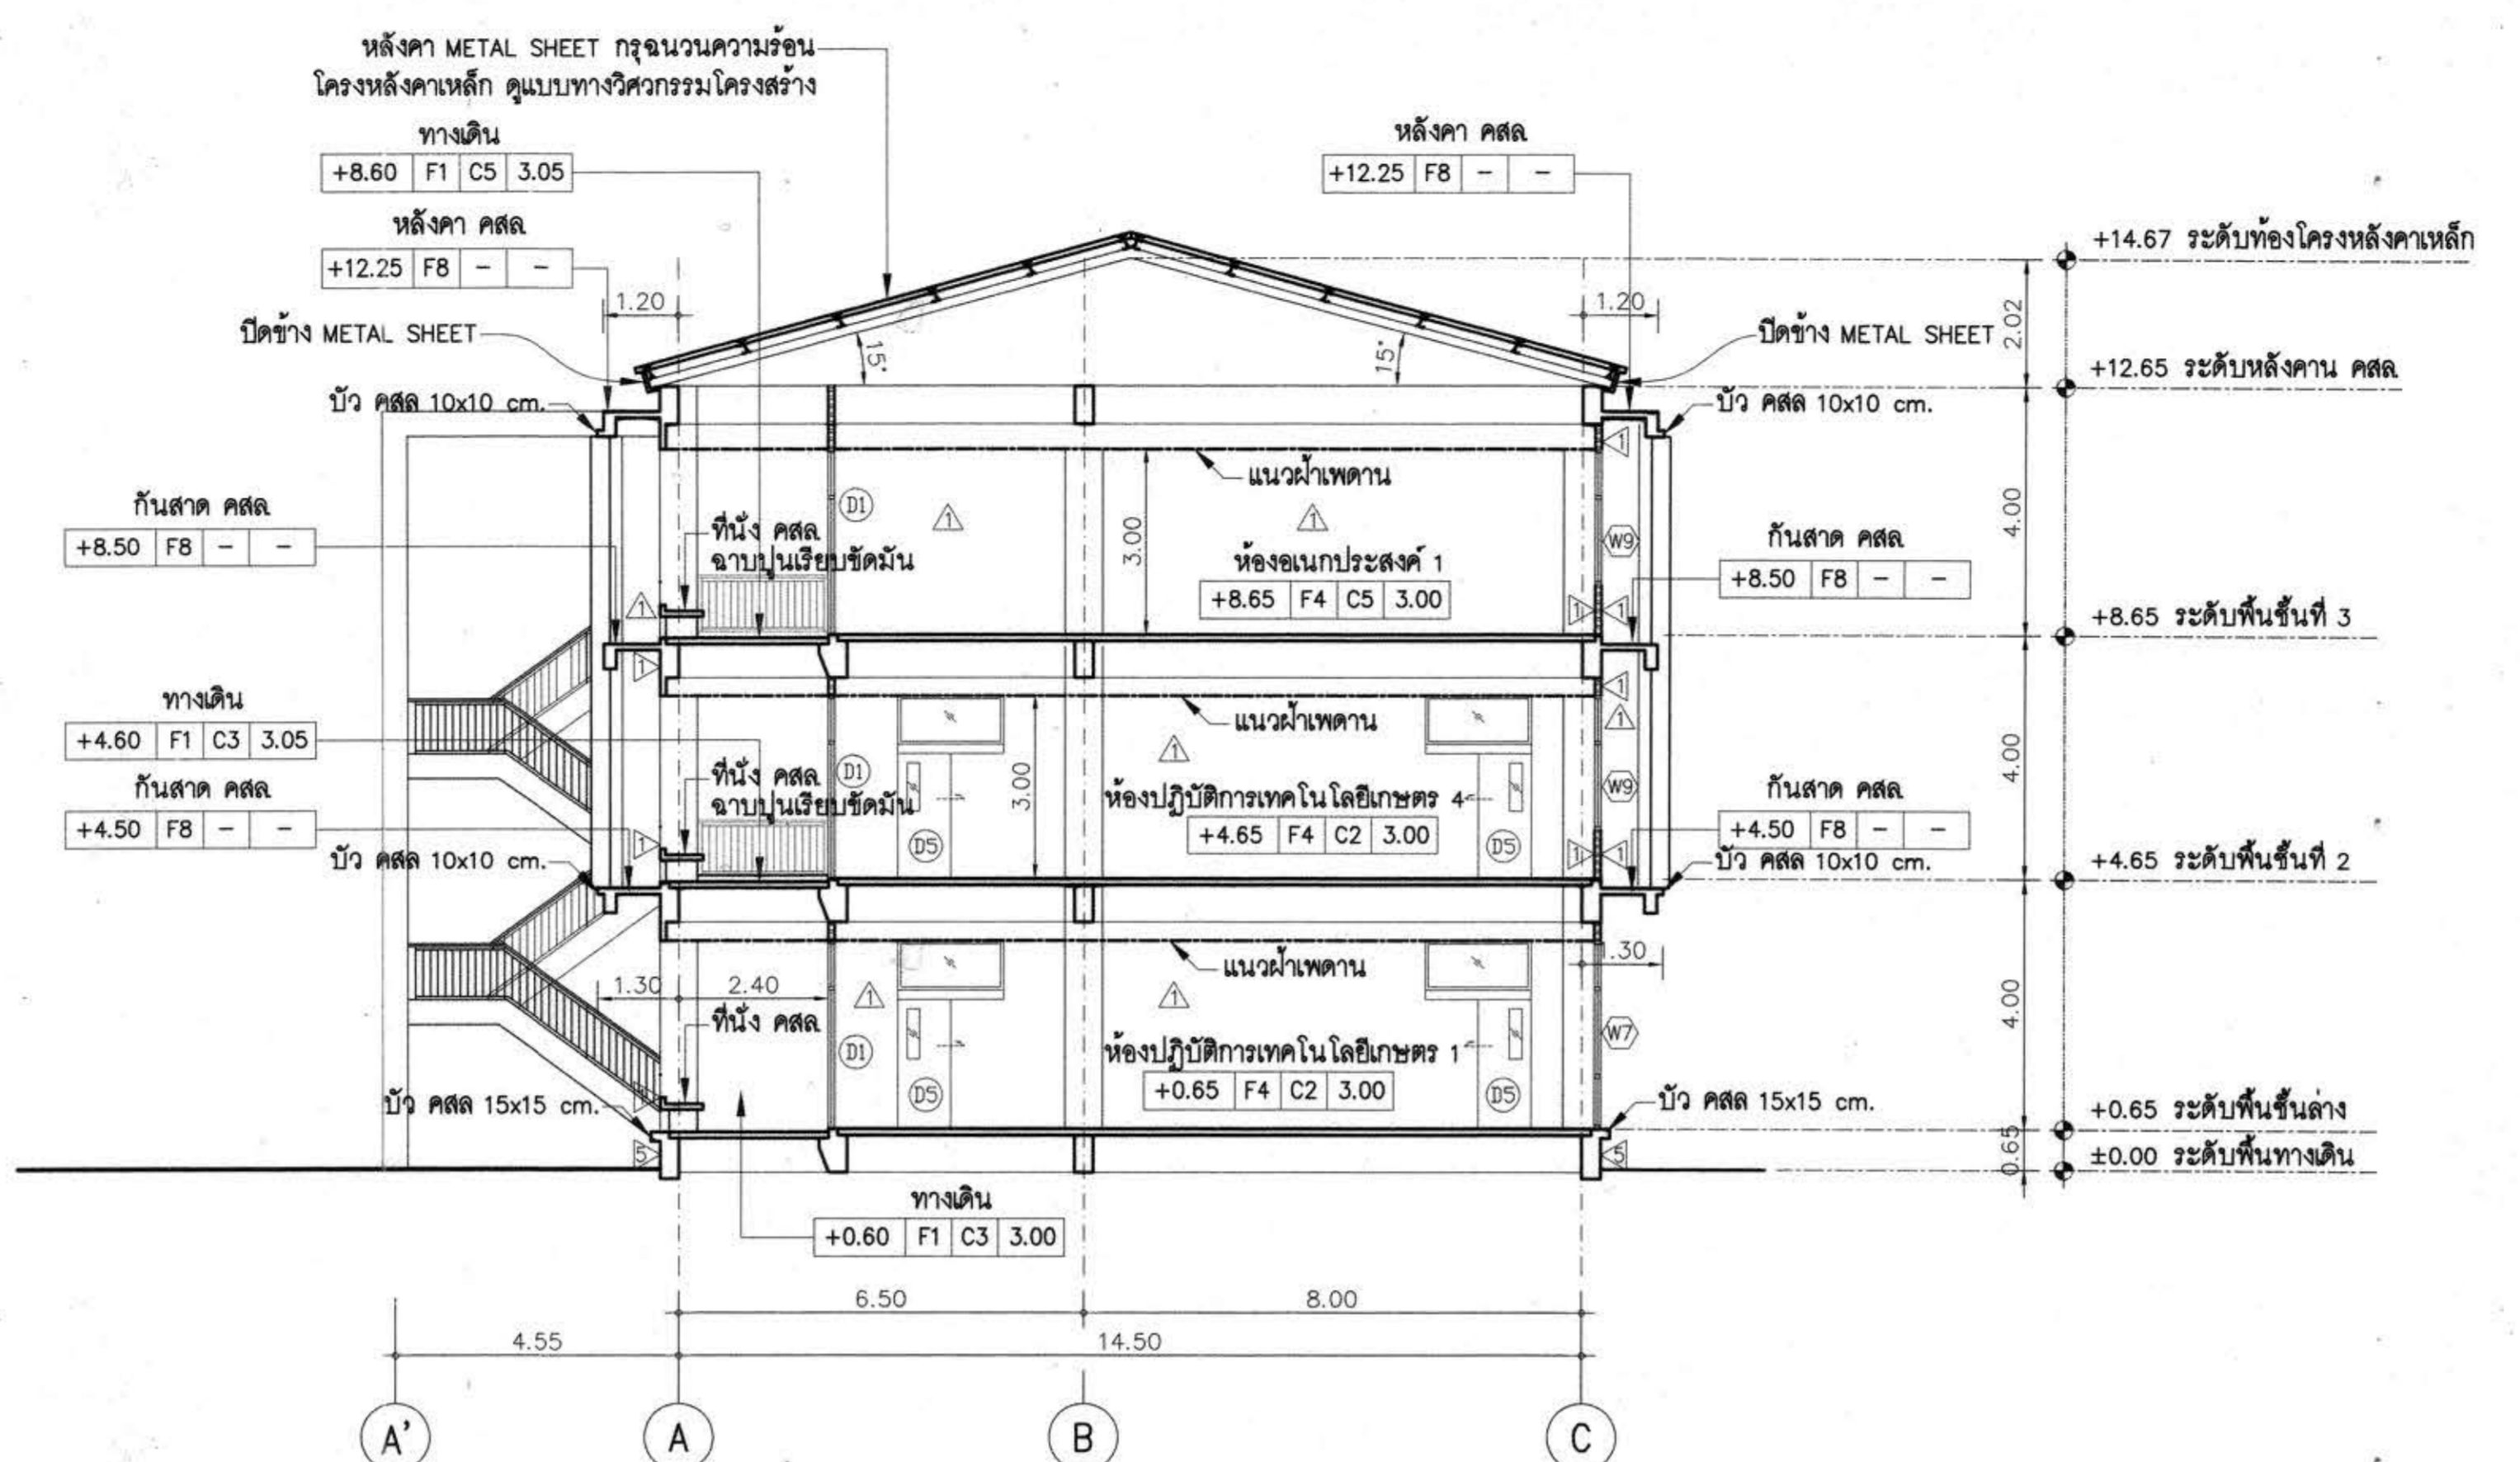 หลังคา METAL SHEET กรุฉนวนความร้อน
โครงหลังคาเหล็ก ดูแบบทางวิศวกรรมโครงสร้าง
ทางเดิน
+8.60 F1 C5 3.05
หลังคา คสล
+12.25 F8 - -
หลังคา คสล
+12.25 F8 - -
+14.67 ระดับท้องโครงหลังคาเหล็ก
1.20
1.20
2.02
ปิดข้าง METAL SHEET
15°
15°
ปิดข้าง METAL SHEET
+12.65 ระดับหลังคาน คสล
บัว คสล 10x10 cm.
บัว คสล 10x10 cm.
1
แนวฝ้าเพดาน
กันสาด คสล
+8.50 F8 - -
D1
1
1
3.00
4.00
ที่นั่ง คสล
ฉาบปูนเรียบขัดมัน
ห้องอเนกประสงค์ 1
+8.65 F4 C5 3.00
W9
กันสาด คสล
+8.50 F8 - -
1
1
1
+8.65 ระดับพื้นชั้นที่ 3
1
1
ทางเดิน
+4.60 F1 C3 3.05
แนวฝ้าเพดาน
1
1
4.00
ที่นั่ง คสล
ฉาบปูนเรียบขัดมัน
D1
3.00
ห้องปฏิบัติการเทคโนโลยีเกษตร 4
+4.65 F4 C2 3.00
W9
กันสาด คสล
+4.50 F8 - -
กันสาด คสล
+4.50 F8 - -
1
D5
D5
1
1
บัว คสล 10x10 cm.
บัว คสล 10x10 cm.
+4.65 ระดับพื้นชั้นที่ 2
1.30
2.40
แนวฝ้าเพดาน
1.30
1
1
4.00
ที่นั่ง คสล
D1
ห้องปฏิบัติการเทคโนโลยีเกษตร 1
+0.65 F4 C2 3.00
W7
D5
D5
บัว คสล 15x15 cm.
บัว คสล 15x15 cm.
+0.65 ระดับพื้นชั้นล่าง
5
5
0.65
±0.00 ระดับพื้นทางเดิน
ทางเดิน
+0.60 F1 C3 3.00
6.50
8.00
4.55
14.50
A'
A
B
C